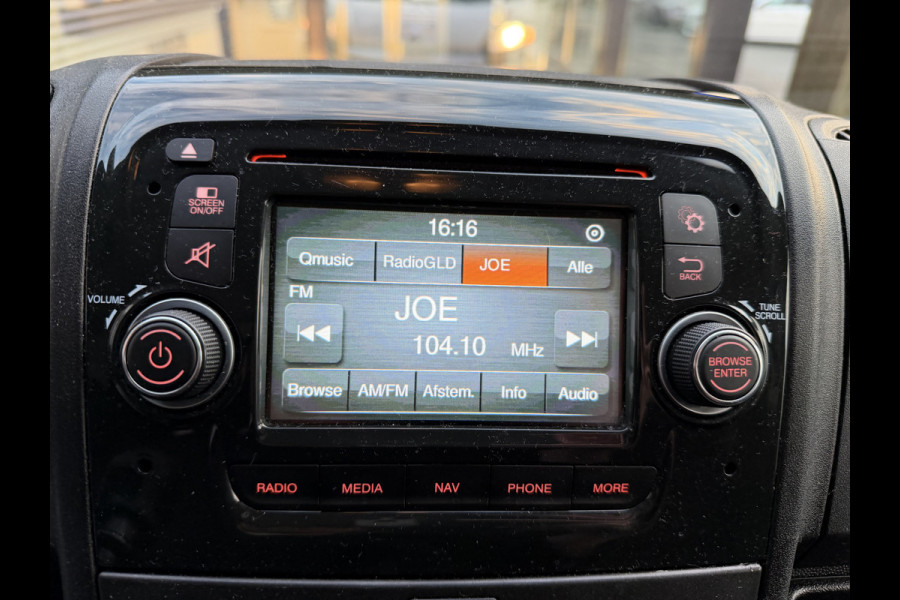 16:16
SCREEN
ON/OFF
Qmusic RadioGLD JOE Alle
BACK
FM
VOLUME
TUNE
SCROLL
JOE
104.10 MHz
BROWSE
ENTER
Browse AM/FM Afstem. Info Audio
RADIO MEDIA NAV PHONE MORE